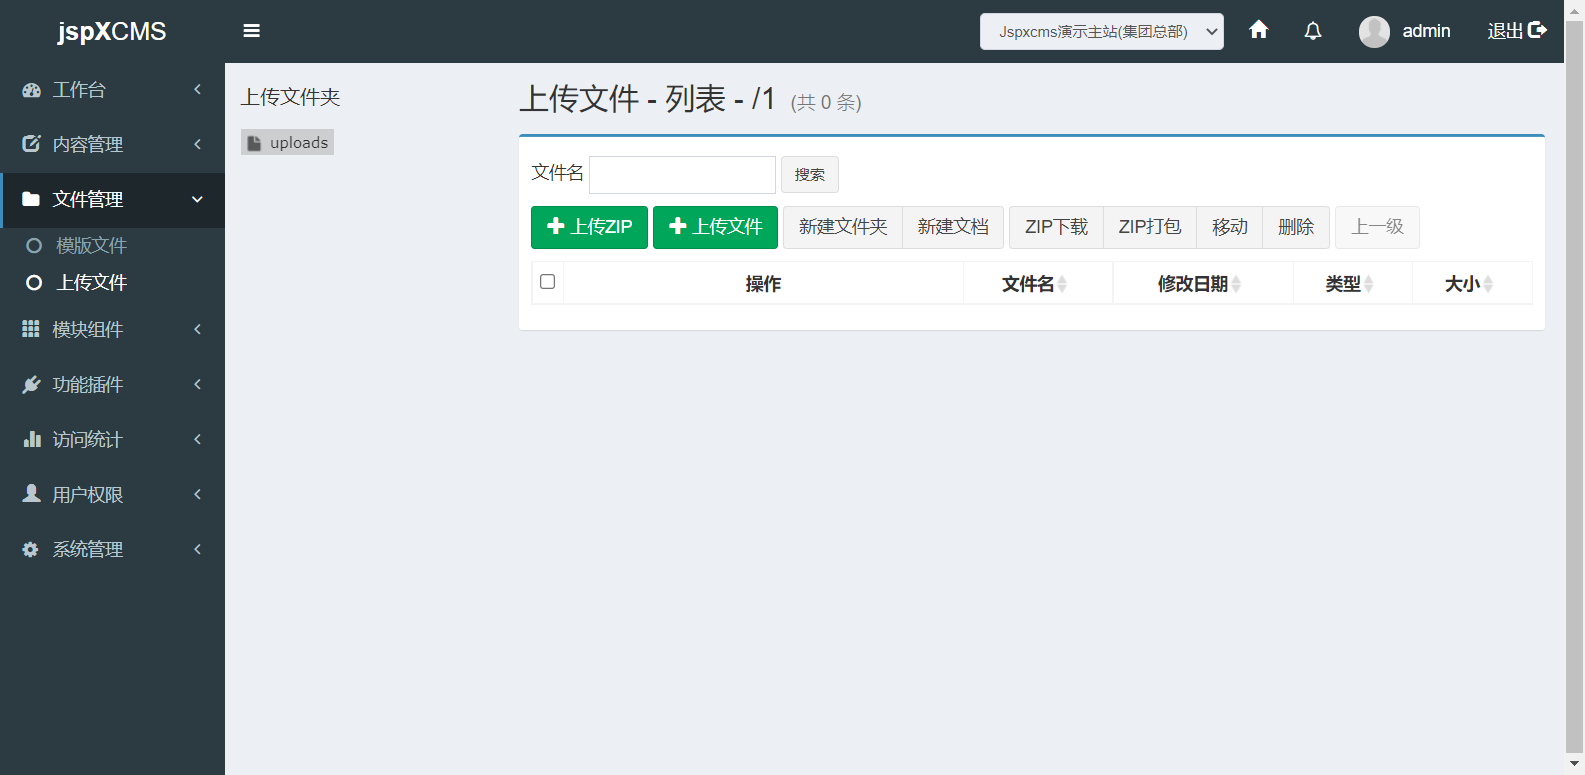 jspXCMS
Jspxcms演示主站(集团总部)
admin
退出
工作台
内容管理
文件管理
模版文件
上传文件
模块组件
功能插件
访问统计
用户权限
系统管理
上传文件夹
uploads
上传文件 - 列表 - /1 (共 0 条)
文件名 搜索
上传ZIP 上传文件 新建文件夹 新建文档 ZIP下载 ZIP打包 移动 删除 上一级
操作 文件名 修改日期 类型 大小